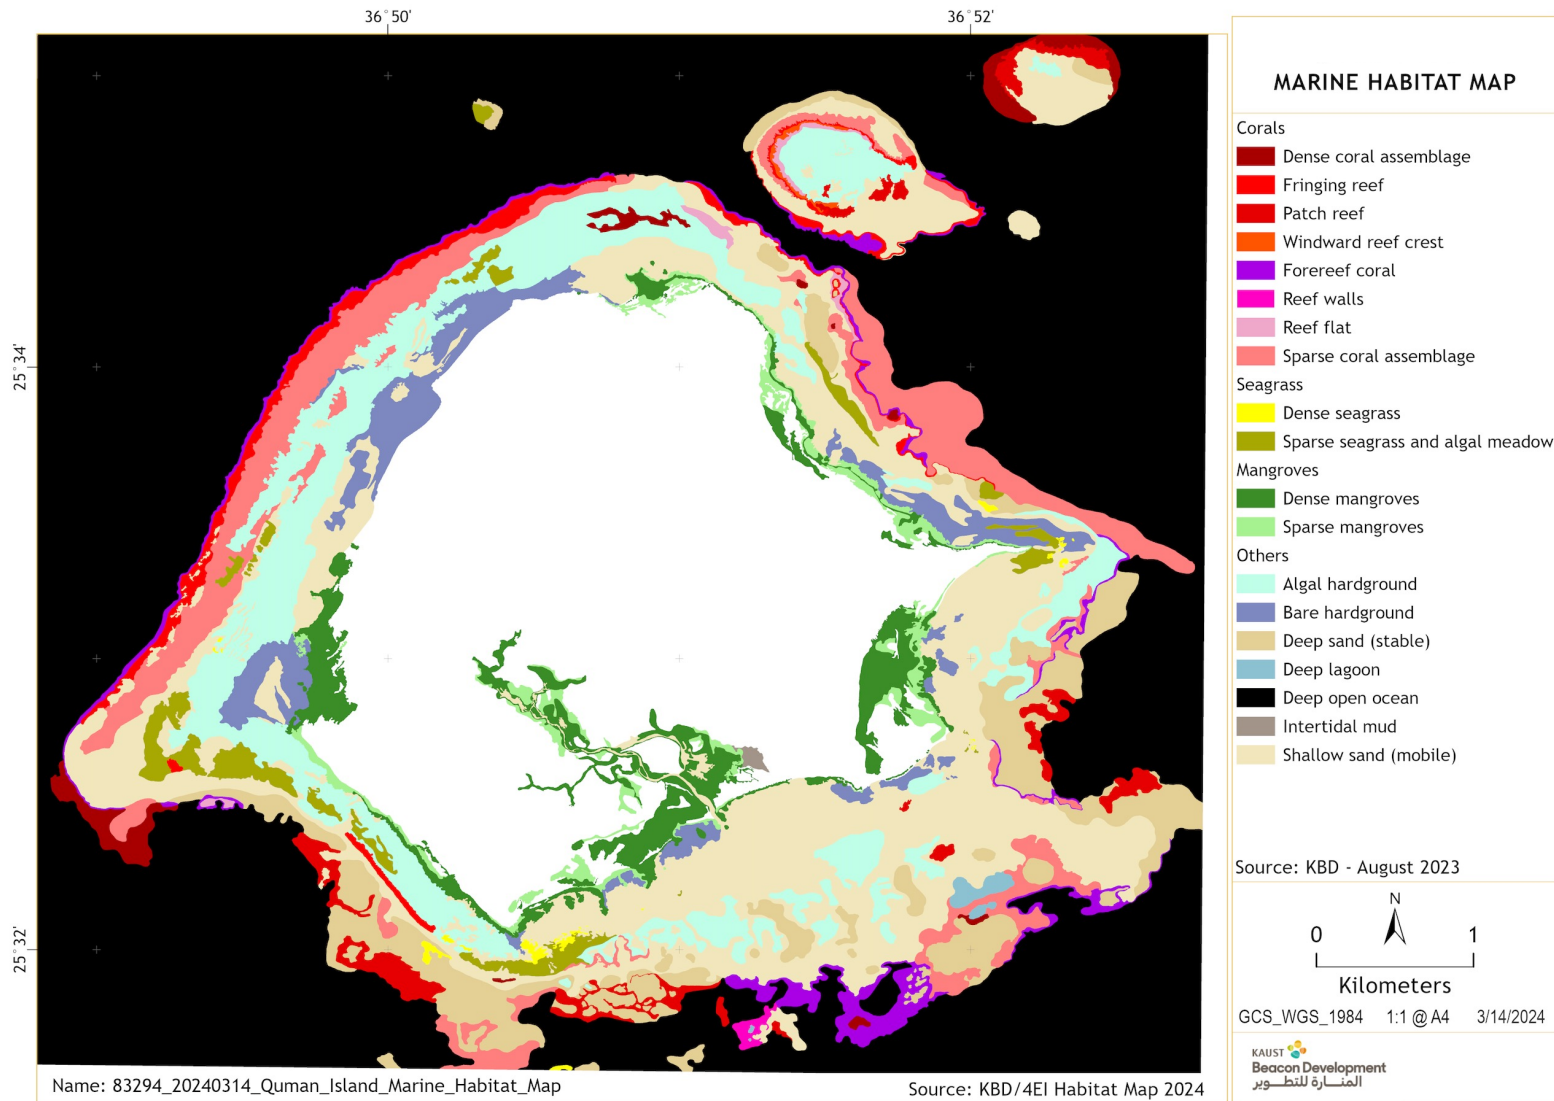 36°50'
36°52'
25°34'
25°32'
MARINE HABITAT MAP
Corals
Dense coral assemblage
Fringing reef
Patch reef
Windward reef crest
Forereef coral
Reef walls
Reef flat
Sparse coral assemblage
Seagrass
Dense seagrass
Sparse seagrass and algal meadow
Mangroves
Dense mangroves
Sparse mangroves
Others
Algal hardground
Bare hardground
Deep sand (stable)
Deep lagoon
Deep open ocean
Intertidal mud
Shallow sand (mobile)
Source: KBD - August 2023
N
0 1
Kilometers
GCS_WGS_1984 1:1 @ A4 3/14/2024
KAUST
Beacon Development
المنـــارة للتطـــوير
Name: 83294_20240314_Quman_Island_Marine_Habitat_Map
Source: KBD/4EI Habitat Map 2024